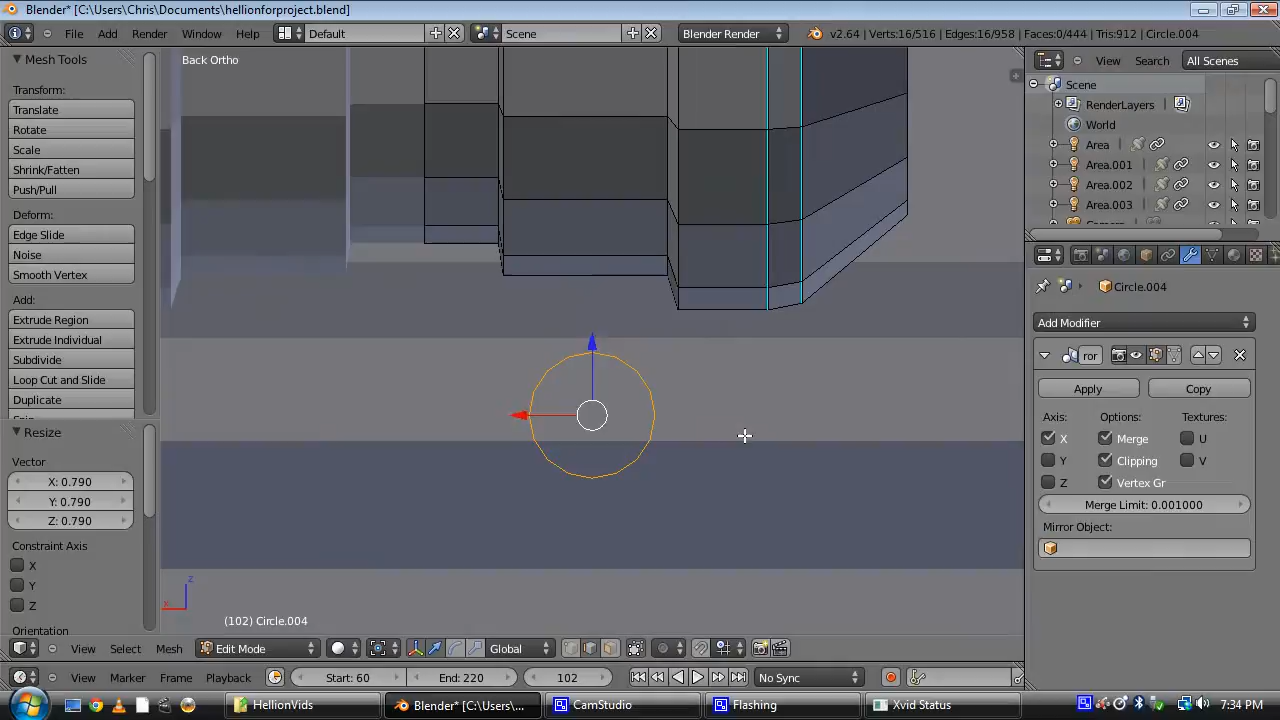 Blender* [C:\Users\Chris\Documents\hellionforproject.blend]
File Add Render Window Help Default Scene Blender Render v2.64 | Verts:16/516 | Edges:16/958 | Faces:0/444 | Tris:912 | Circle.004
Mesh Tools
Transform:
Translate
Rotate
Scale
Shrink/Fatten
Push/Pull
Deform:
Edge Slide
Noise
Smooth Vertex
Add:
Extrude Region
Extrude Individual
Subdivide
Loop Cut and Slide
Duplicate
Resize
Vector
X: 0.790
Y: 0.790
Z: 0.790
Constraint Axis
X
Y
Z
Orientation
Back Ortho
x
z
(102) Circle.004
View Search All Scenes
Scene
RenderLayers
World
Area
Area.001
Area.002
Area.003
Circle.004
Add Modifier
ror
Apply Copy
Axis: Options: Textures:
X Merge U
Y Clipping V
Z Vertex Gr
Merge Limit: 0.001000
Mirror Object:
View Select Mesh Edit Mode Global
View Marker Frame Playback Start: 60 End: 220 102 No Sync
HellionVids Blender* [C:\Users\C... CamStudio Flashing Xvid Status 7:34 PM